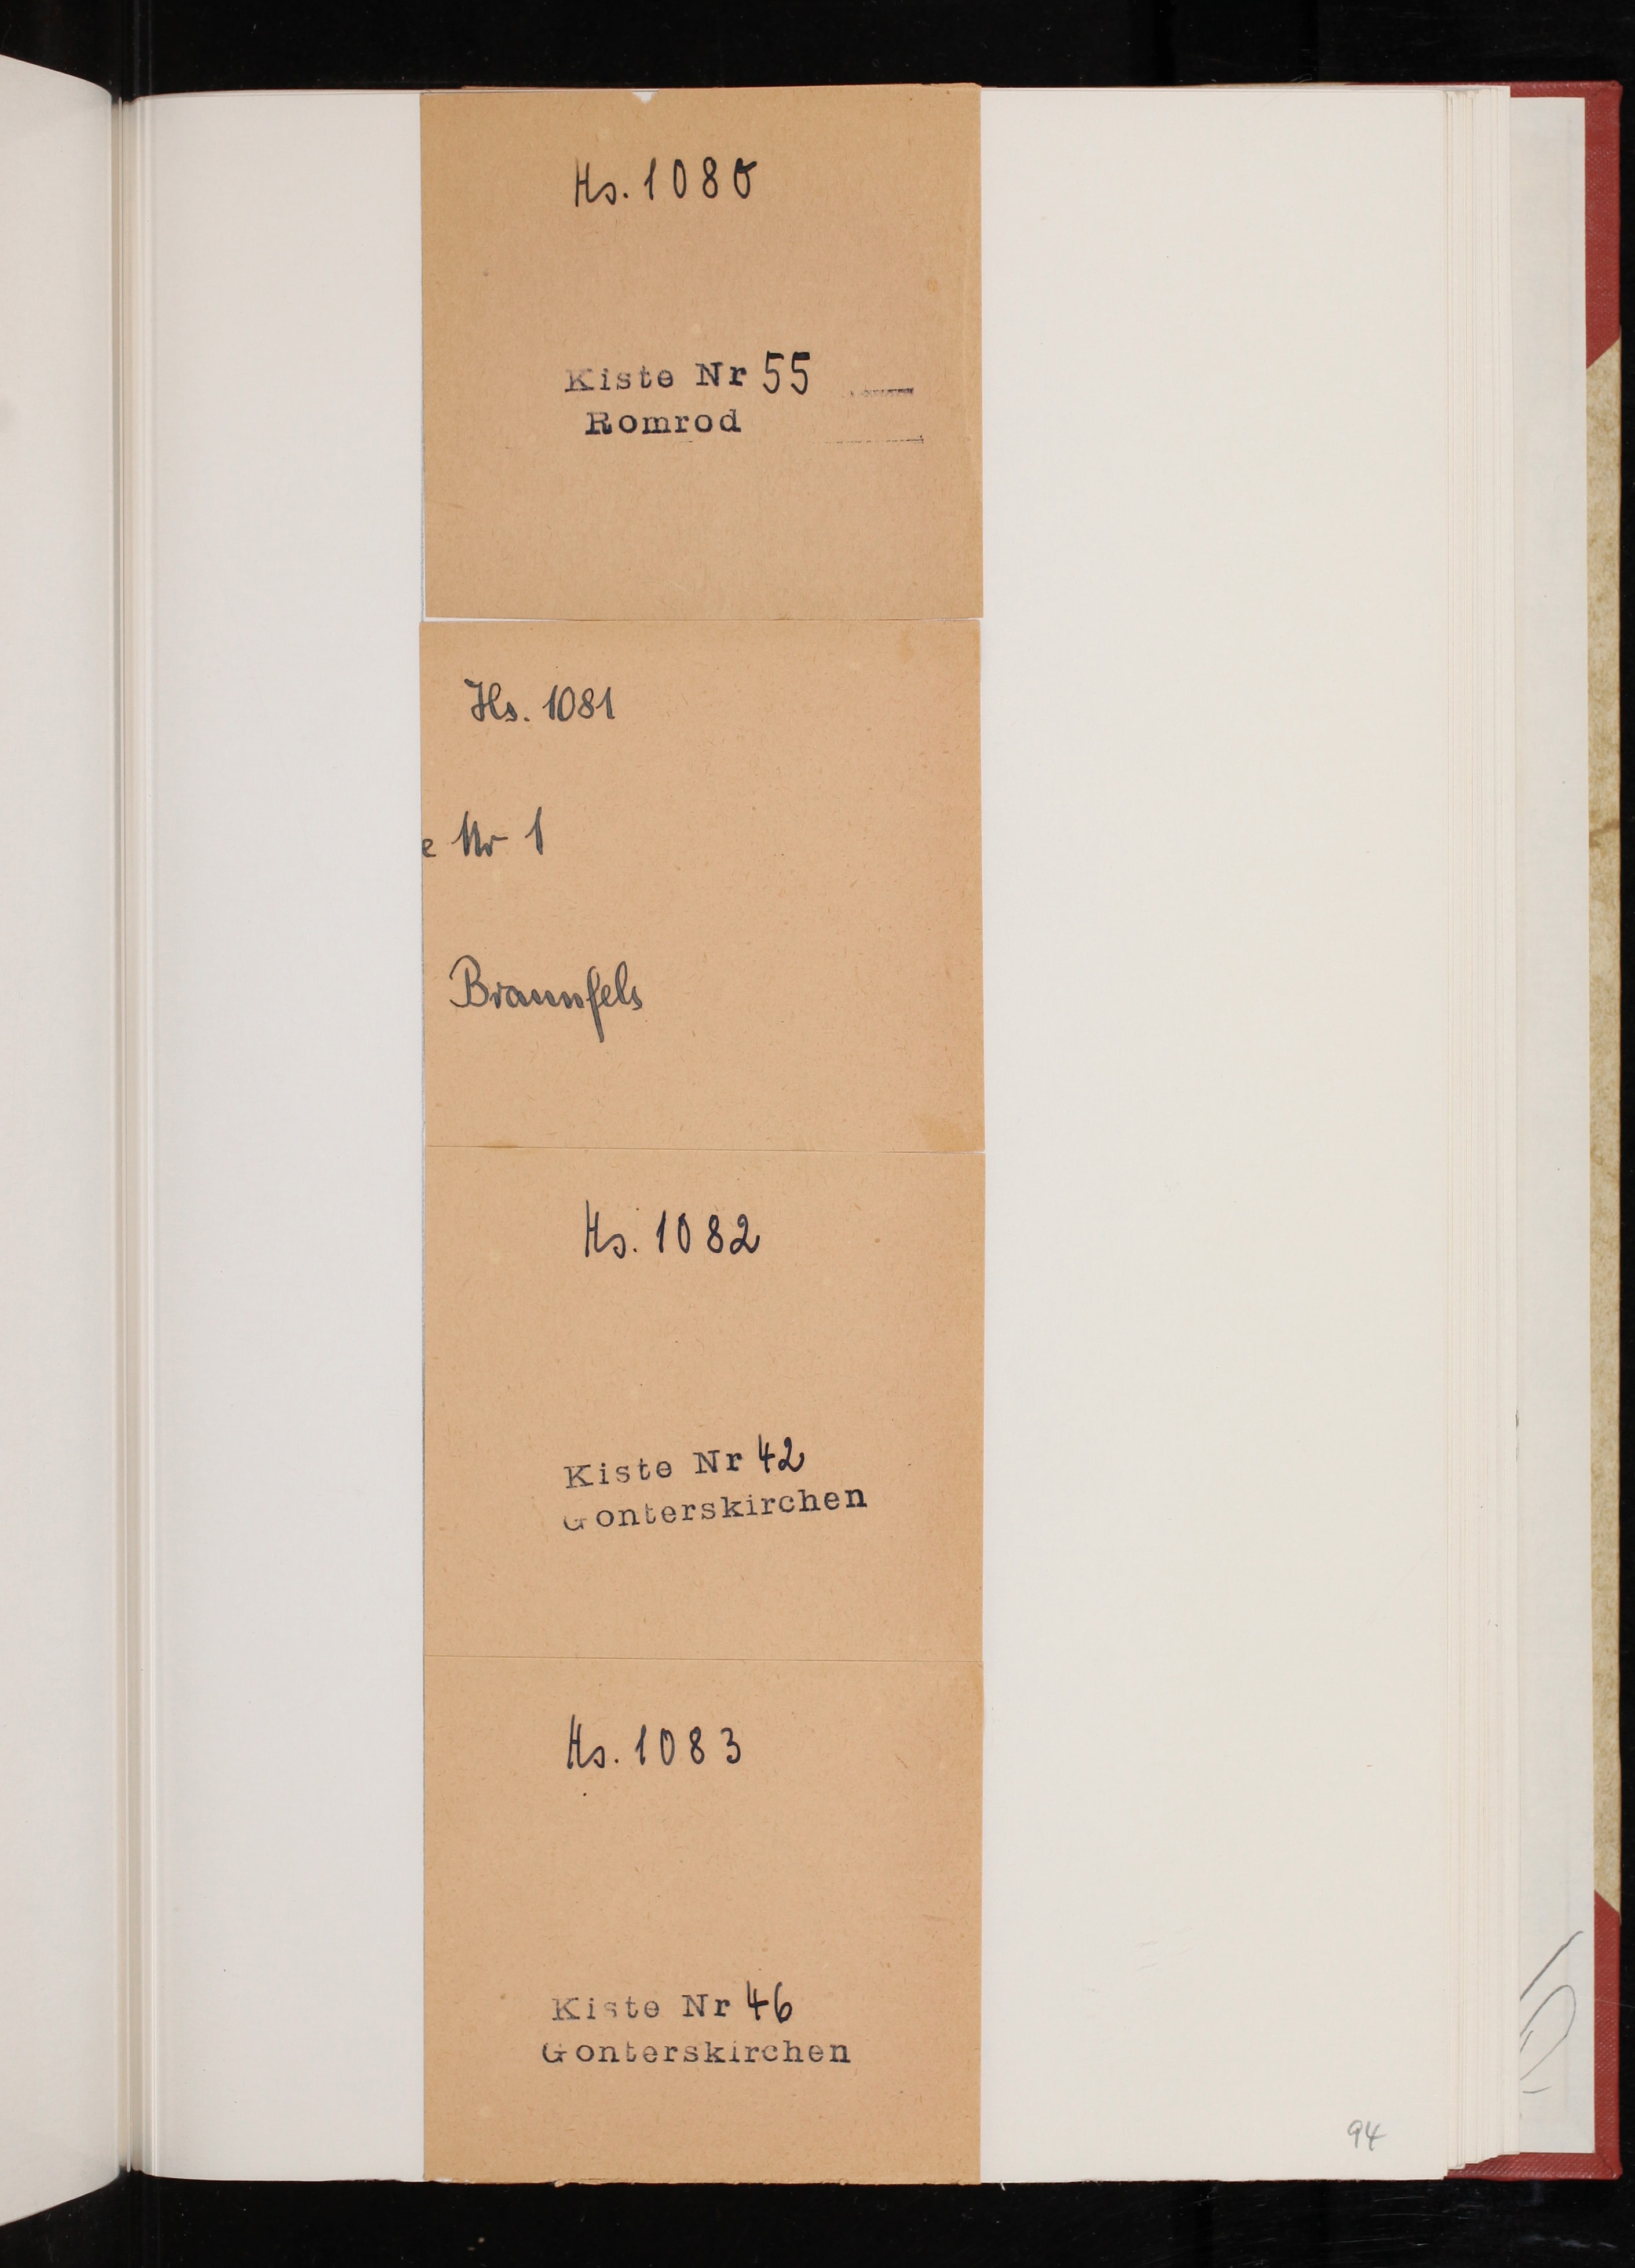 Hs. 1080
Kiste Nr 55
Romrod
Hs. 1081
e Nr 1
Braunfels
Hs. 1082
Kiste Nr 42
Gonterskirchen
Hs. 1083
Kiste Nr 46
Gonterskirchen
94